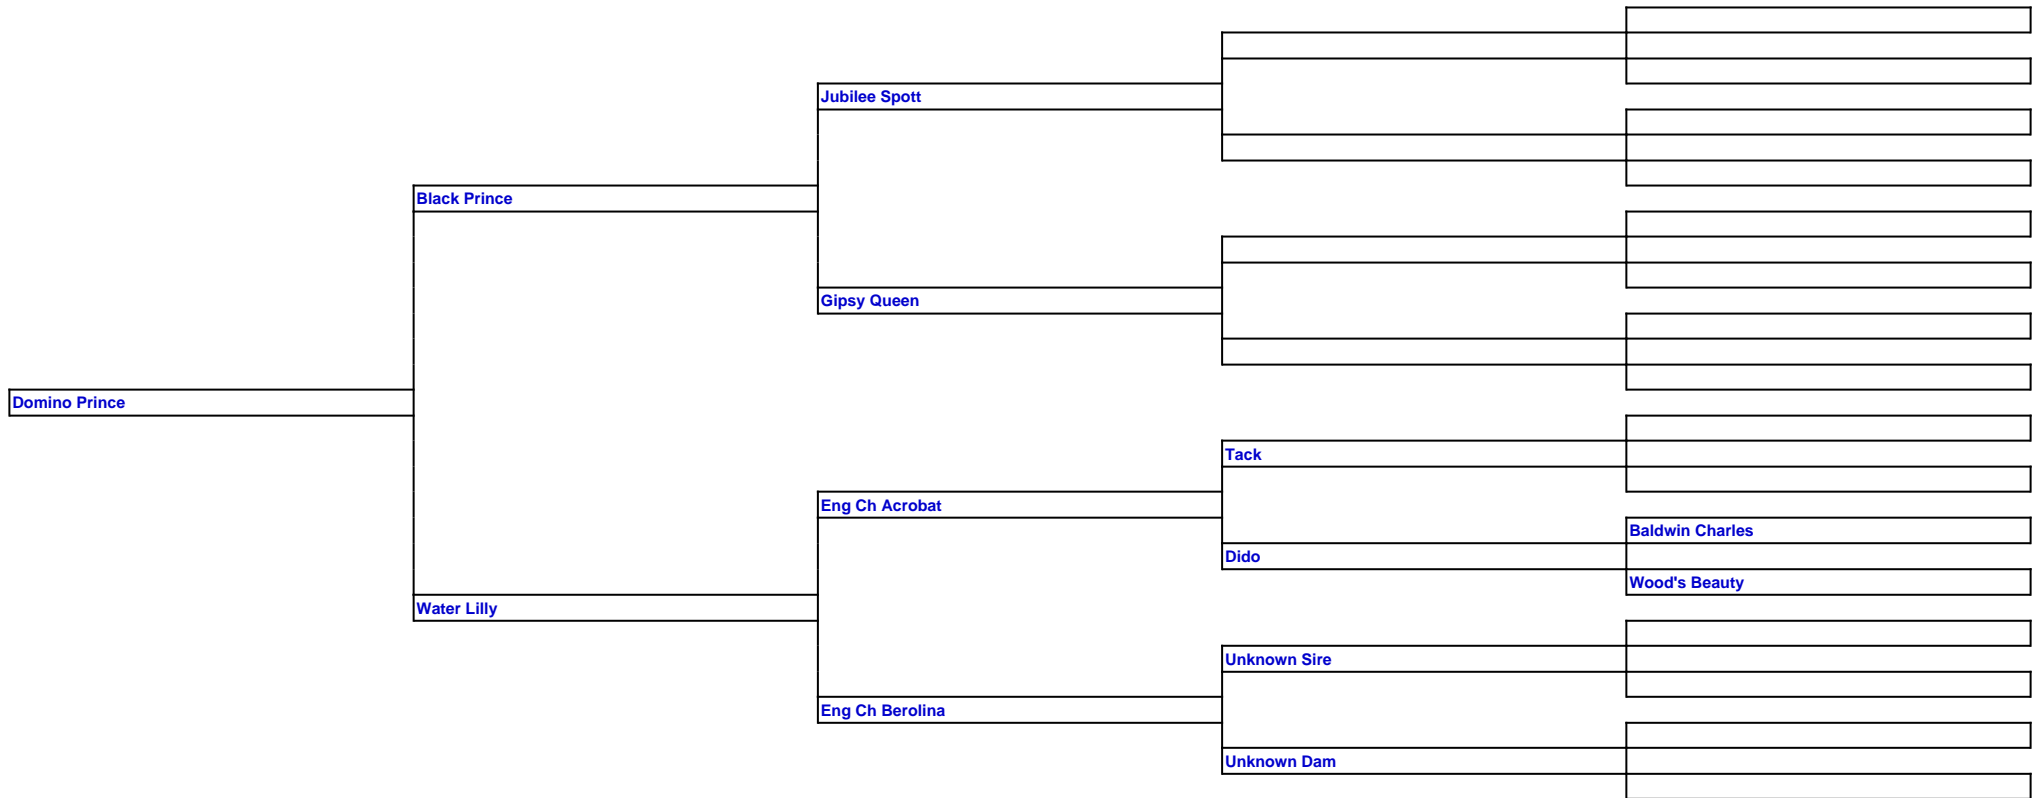 Jubilee Spott
Black Prince
Gipsy Queen
Domino Prince
Tack
Eng Ch Acrobat
Baldwin Charles
Dido
Wood's Beauty
Water Lilly
Unknown Sire
Eng Ch Berolina
Unknown Dam